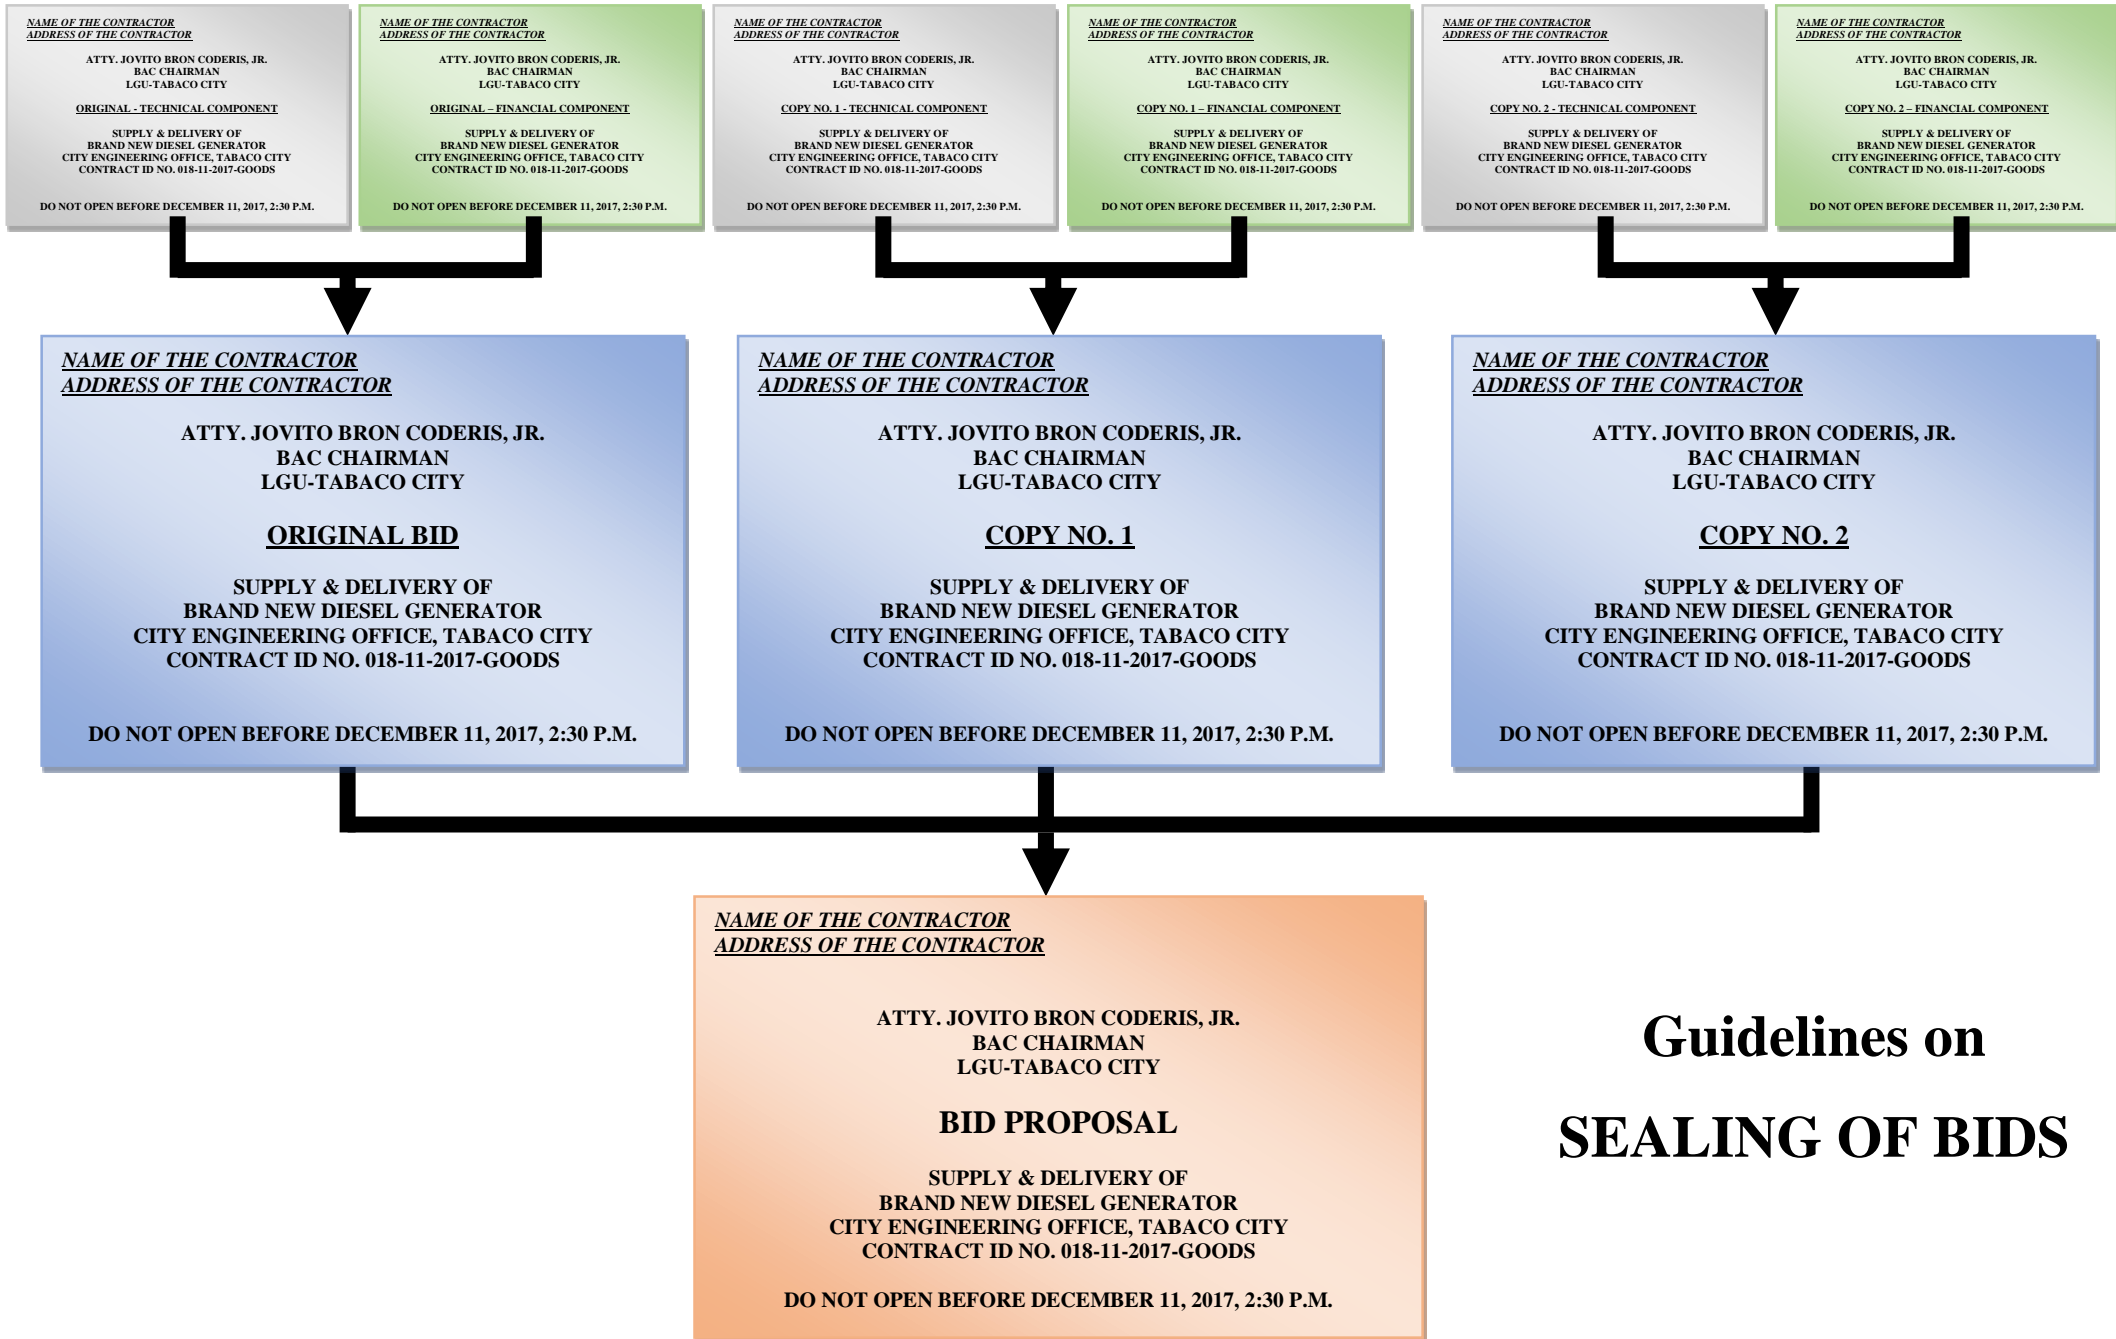 NAME OF THE CONTRACTOR
ADDRESS OF THE CONTRACTOR
ATTY. JOVITO BRON CODERIS, JR.
BAC CHAIRMAN
LGU-TABACO CITY
ORIGINAL - TECHNICAL COMPONENT
SUPPLY & DELIVERY OF
BRAND NEW DIESEL GENERATOR
CITY ENGINEERING OFFICE, TABACO CITY
CONTRACT ID NO. 018-11-2017-GOODS
DO NOT OPEN BEFORE DECEMBER 11, 2017, 2:30 P.M.
NAME OF THE CONTRACTOR
ADDRESS OF THE CONTRACTOR
ATTY. JOVITO BRON CODERIS, JR.
BAC CHAIRMAN
LGU-TABACO CITY
ORIGINAL – FINANCIAL COMPONENT
SUPPLY & DELIVERY OF
BRAND NEW DIESEL GENERATOR
CITY ENGINEERING OFFICE, TABACO CITY
CONTRACT ID NO. 018-11-2017-GOODS
DO NOT OPEN BEFORE DECEMBER 11, 2017, 2:30 P.M.
NAME OF THE CONTRACTOR
ADDRESS OF THE CONTRACTOR
ATTY. JOVITO BRON CODERIS, JR.
BAC CHAIRMAN
LGU-TABACO CITY
COPY NO. 1 - TECHNICAL COMPONENT
SUPPLY & DELIVERY OF
BRAND NEW DIESEL GENERATOR
CITY ENGINEERING OFFICE, TABACO CITY
CONTRACT ID NO. 018-11-2017-GOODS
DO NOT OPEN BEFORE DECEMBER 11, 2017, 2:30 P.M.
NAME OF THE CONTRACTOR
ADDRESS OF THE CONTRACTOR
ATTY. JOVITO BRON CODERIS, JR.
BAC CHAIRMAN
LGU-TABACO CITY
COPY NO. 1 – FINANCIAL COMPONENT
SUPPLY & DELIVERY OF
BRAND NEW DIESEL GENERATOR
CITY ENGINEERING OFFICE, TABACO CITY
CONTRACT ID NO. 018-11-2017-GOODS
DO NOT OPEN BEFORE DECEMBER 11, 2017, 2:30 P.M.
NAME OF THE CONTRACTOR
ADDRESS OF THE CONTRACTOR
ATTY. JOVITO BRON CODERIS, JR.
BAC CHAIRMAN
LGU-TABACO CITY
COPY NO. 2 - TECHNICAL COMPONENT
SUPPLY & DELIVERY OF
BRAND NEW DIESEL GENERATOR
CITY ENGINEERING OFFICE, TABACO CITY
CONTRACT ID NO. 018-11-2017-GOODS
DO NOT OPEN BEFORE DECEMBER 11, 2017, 2:30 P.M.
NAME OF THE CONTRACTOR
ADDRESS OF THE CONTRACTOR
ATTY. JOVITO BRON CODERIS, JR.
BAC CHAIRMAN
LGU-TABACO CITY
COPY NO. 2 – FINANCIAL COMPONENT
SUPPLY & DELIVERY OF
BRAND NEW DIESEL GENERATOR
CITY ENGINEERING OFFICE, TABACO CITY
CONTRACT ID NO. 018-11-2017-GOODS
DO NOT OPEN BEFORE DECEMBER 11, 2017, 2:30 P.M.
NAME OF THE CONTRACTOR
ADDRESS OF THE CONTRACTOR
ATTY. JOVITO BRON CODERIS, JR.
BAC CHAIRMAN
LGU-TABACO CITY
ORIGINAL BID
SUPPLY & DELIVERY OF
BRAND NEW DIESEL GENERATOR
CITY ENGINEERING OFFICE, TABACO CITY
CONTRACT ID NO. 018-11-2017-GOODS
DO NOT OPEN BEFORE DECEMBER 11, 2017, 2:30 P.M.
NAME OF THE CONTRACTOR
ADDRESS OF THE CONTRACTOR
ATTY. JOVITO BRON CODERIS, JR.
BAC CHAIRMAN
LGU-TABACO CITY
COPY NO. 1
SUPPLY & DELIVERY OF
BRAND NEW DIESEL GENERATOR
CITY ENGINEERING OFFICE, TABACO CITY
CONTRACT ID NO. 018-11-2017-GOODS
DO NOT OPEN BEFORE DECEMBER 11, 2017, 2:30 P.M.
NAME OF THE CONTRACTOR
ADDRESS OF THE CONTRACTOR
ATTY. JOVITO BRON CODERIS, JR.
BAC CHAIRMAN
LGU-TABACO CITY
COPY NO. 2
SUPPLY & DELIVERY OF
BRAND NEW DIESEL GENERATOR
CITY ENGINEERING OFFICE, TABACO CITY
CONTRACT ID NO. 018-11-2017-GOODS
DO NOT OPEN BEFORE DECEMBER 11, 2017, 2:30 P.M.
NAME OF THE CONTRACTOR
ADDRESS OF THE CONTRACTOR
ATTY. JOVITO BRON CODERIS, JR.
BAC CHAIRMAN
LGU-TABACO CITY
BID PROPOSAL
SUPPLY & DELIVERY OF
BRAND NEW DIESEL GENERATOR
CITY ENGINEERING OFFICE, TABACO CITY
CONTRACT ID NO. 018-11-2017-GOODS
DO NOT OPEN BEFORE DECEMBER 11, 2017, 2:30 P.M.
Guidelines on
SEALING OF BIDS